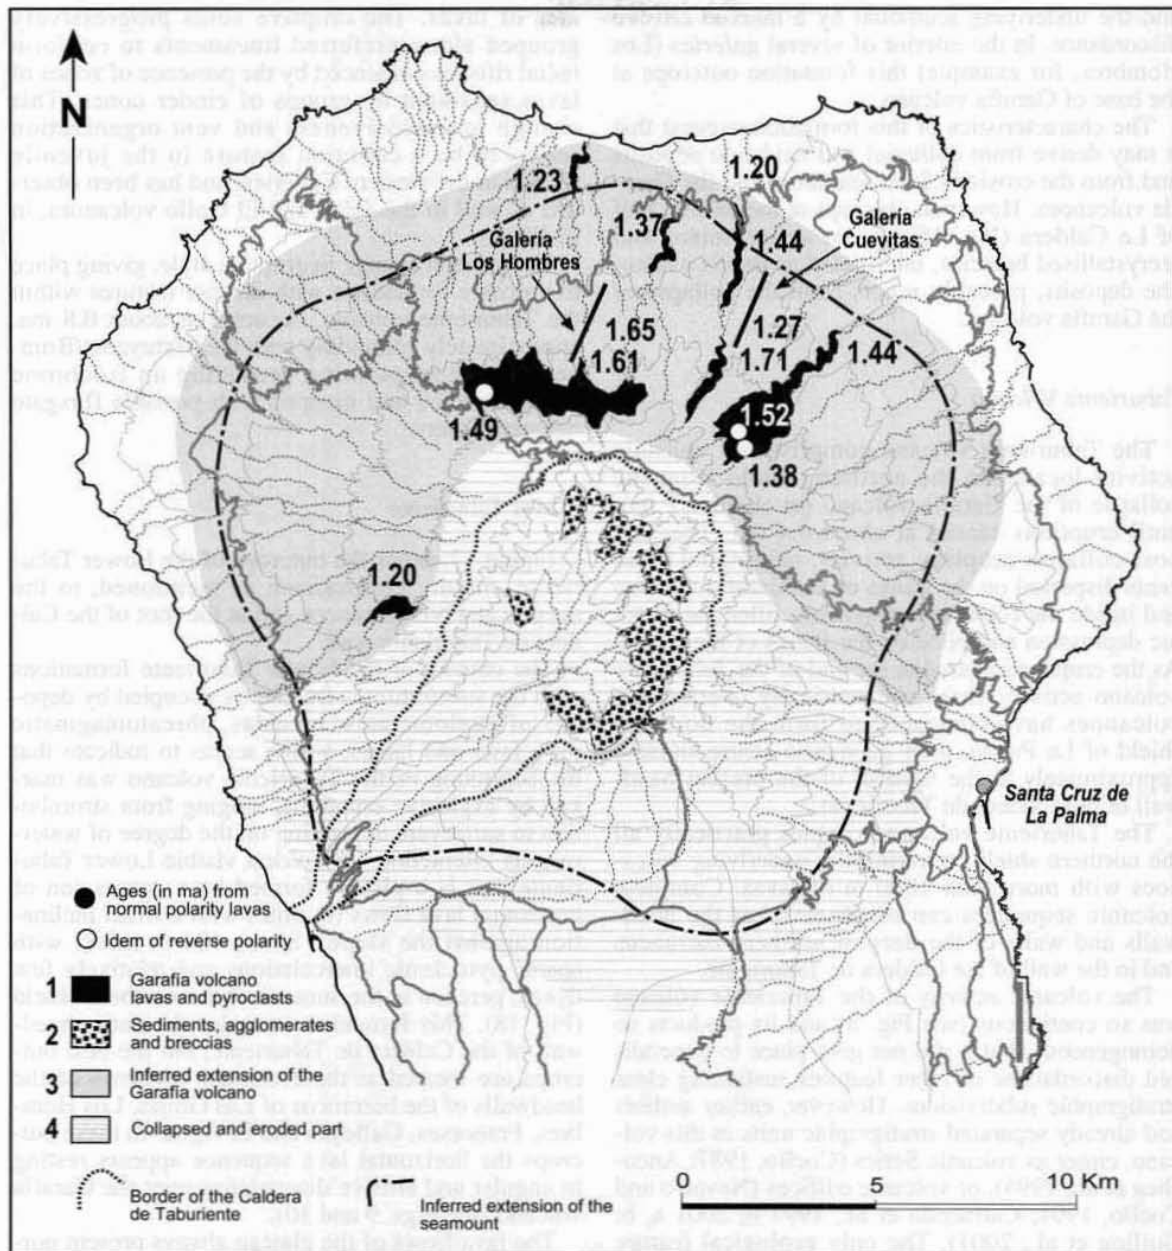 N
1.23
1.20
1.37
Galería
Los Hombres
Galería
Cuevitas
1.44
1.65
1.61
1.27
1.71
1.44
1.49
1.52
1.38
1.20
Santa Cruz de
La Palma
Ages (in ma) from
normal polarity lavas
Idem of reverse polarity
1 Garafía volcano
lavas and pyroclasts
2 Sediments, agglomerates
and breccias
3 Inferred extension of the
Garafía volcano
4 Collapsed and eroded part
Border of the Caldera
de Taburiente
Inferred extension of the
seamount
0 5 10 Km